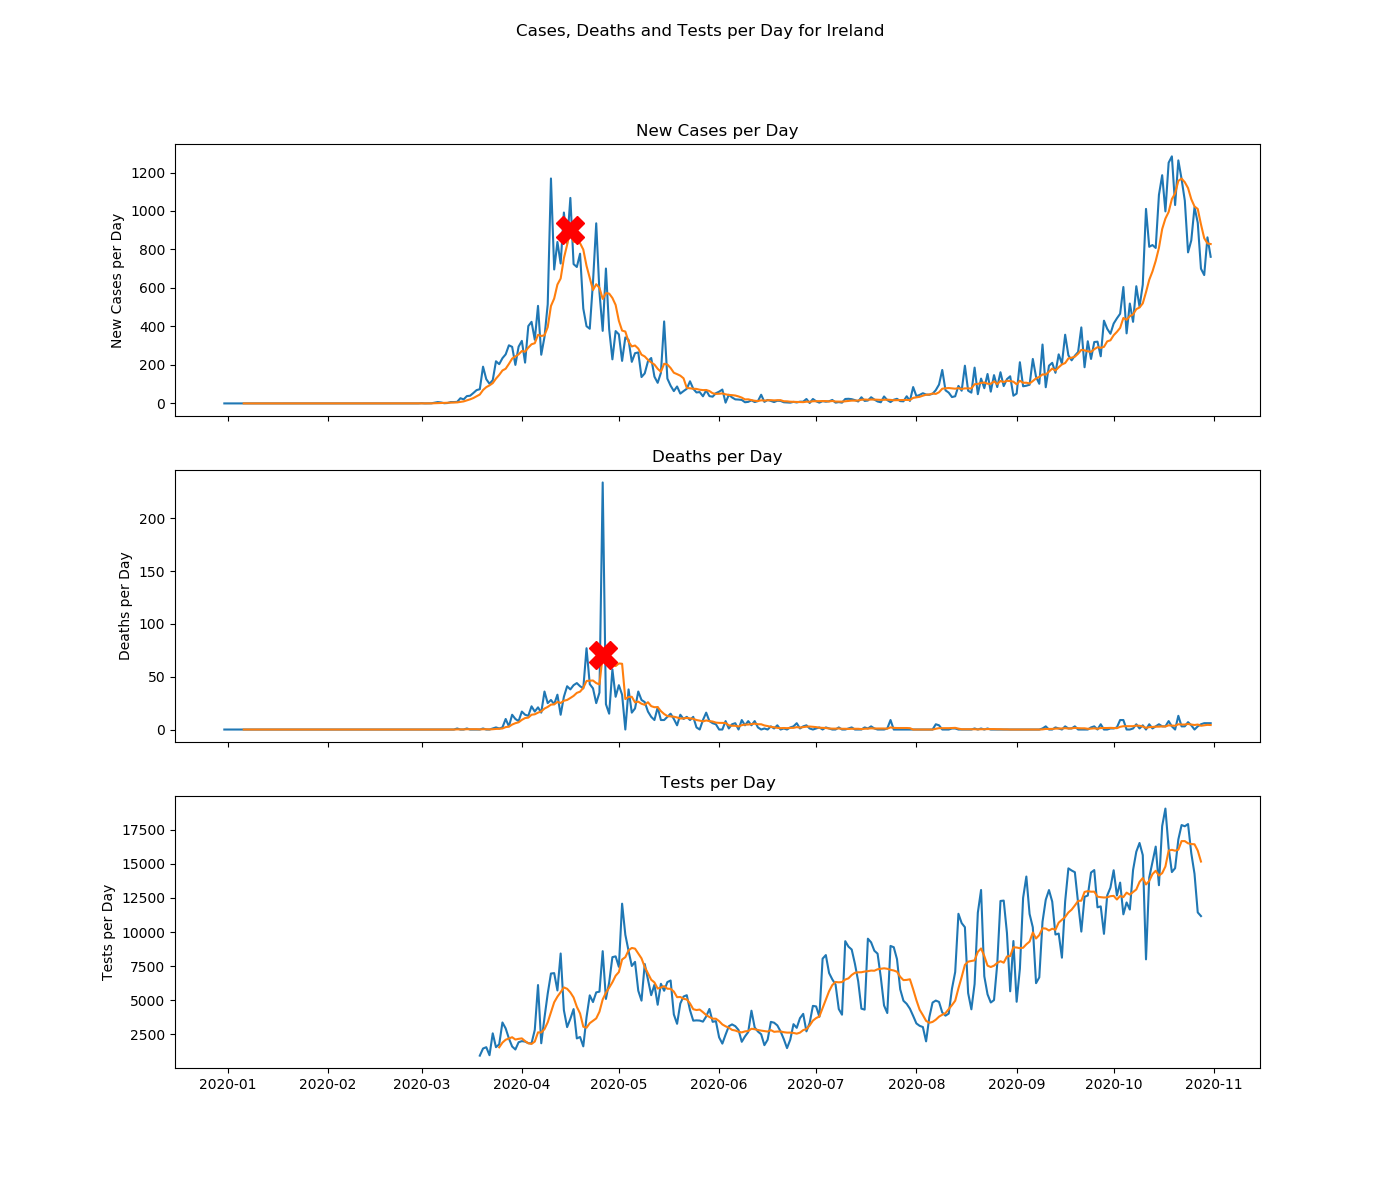 Cases, Deaths and Tests per Day for Ireland
New Cases per Day
New Cases per Day
1200
1000
800
600
400
200
0
Deaths per Day
Deaths per Day
200
150
100
50
0
Tests per Day
Tests per Day
17500
15000
12500
10000
7500
5000
2500
2020-01 2020-02 2020-03 2020-04 2020-05 2020-06 2020-07 2020-08 2020-09 2020-10 2020-11